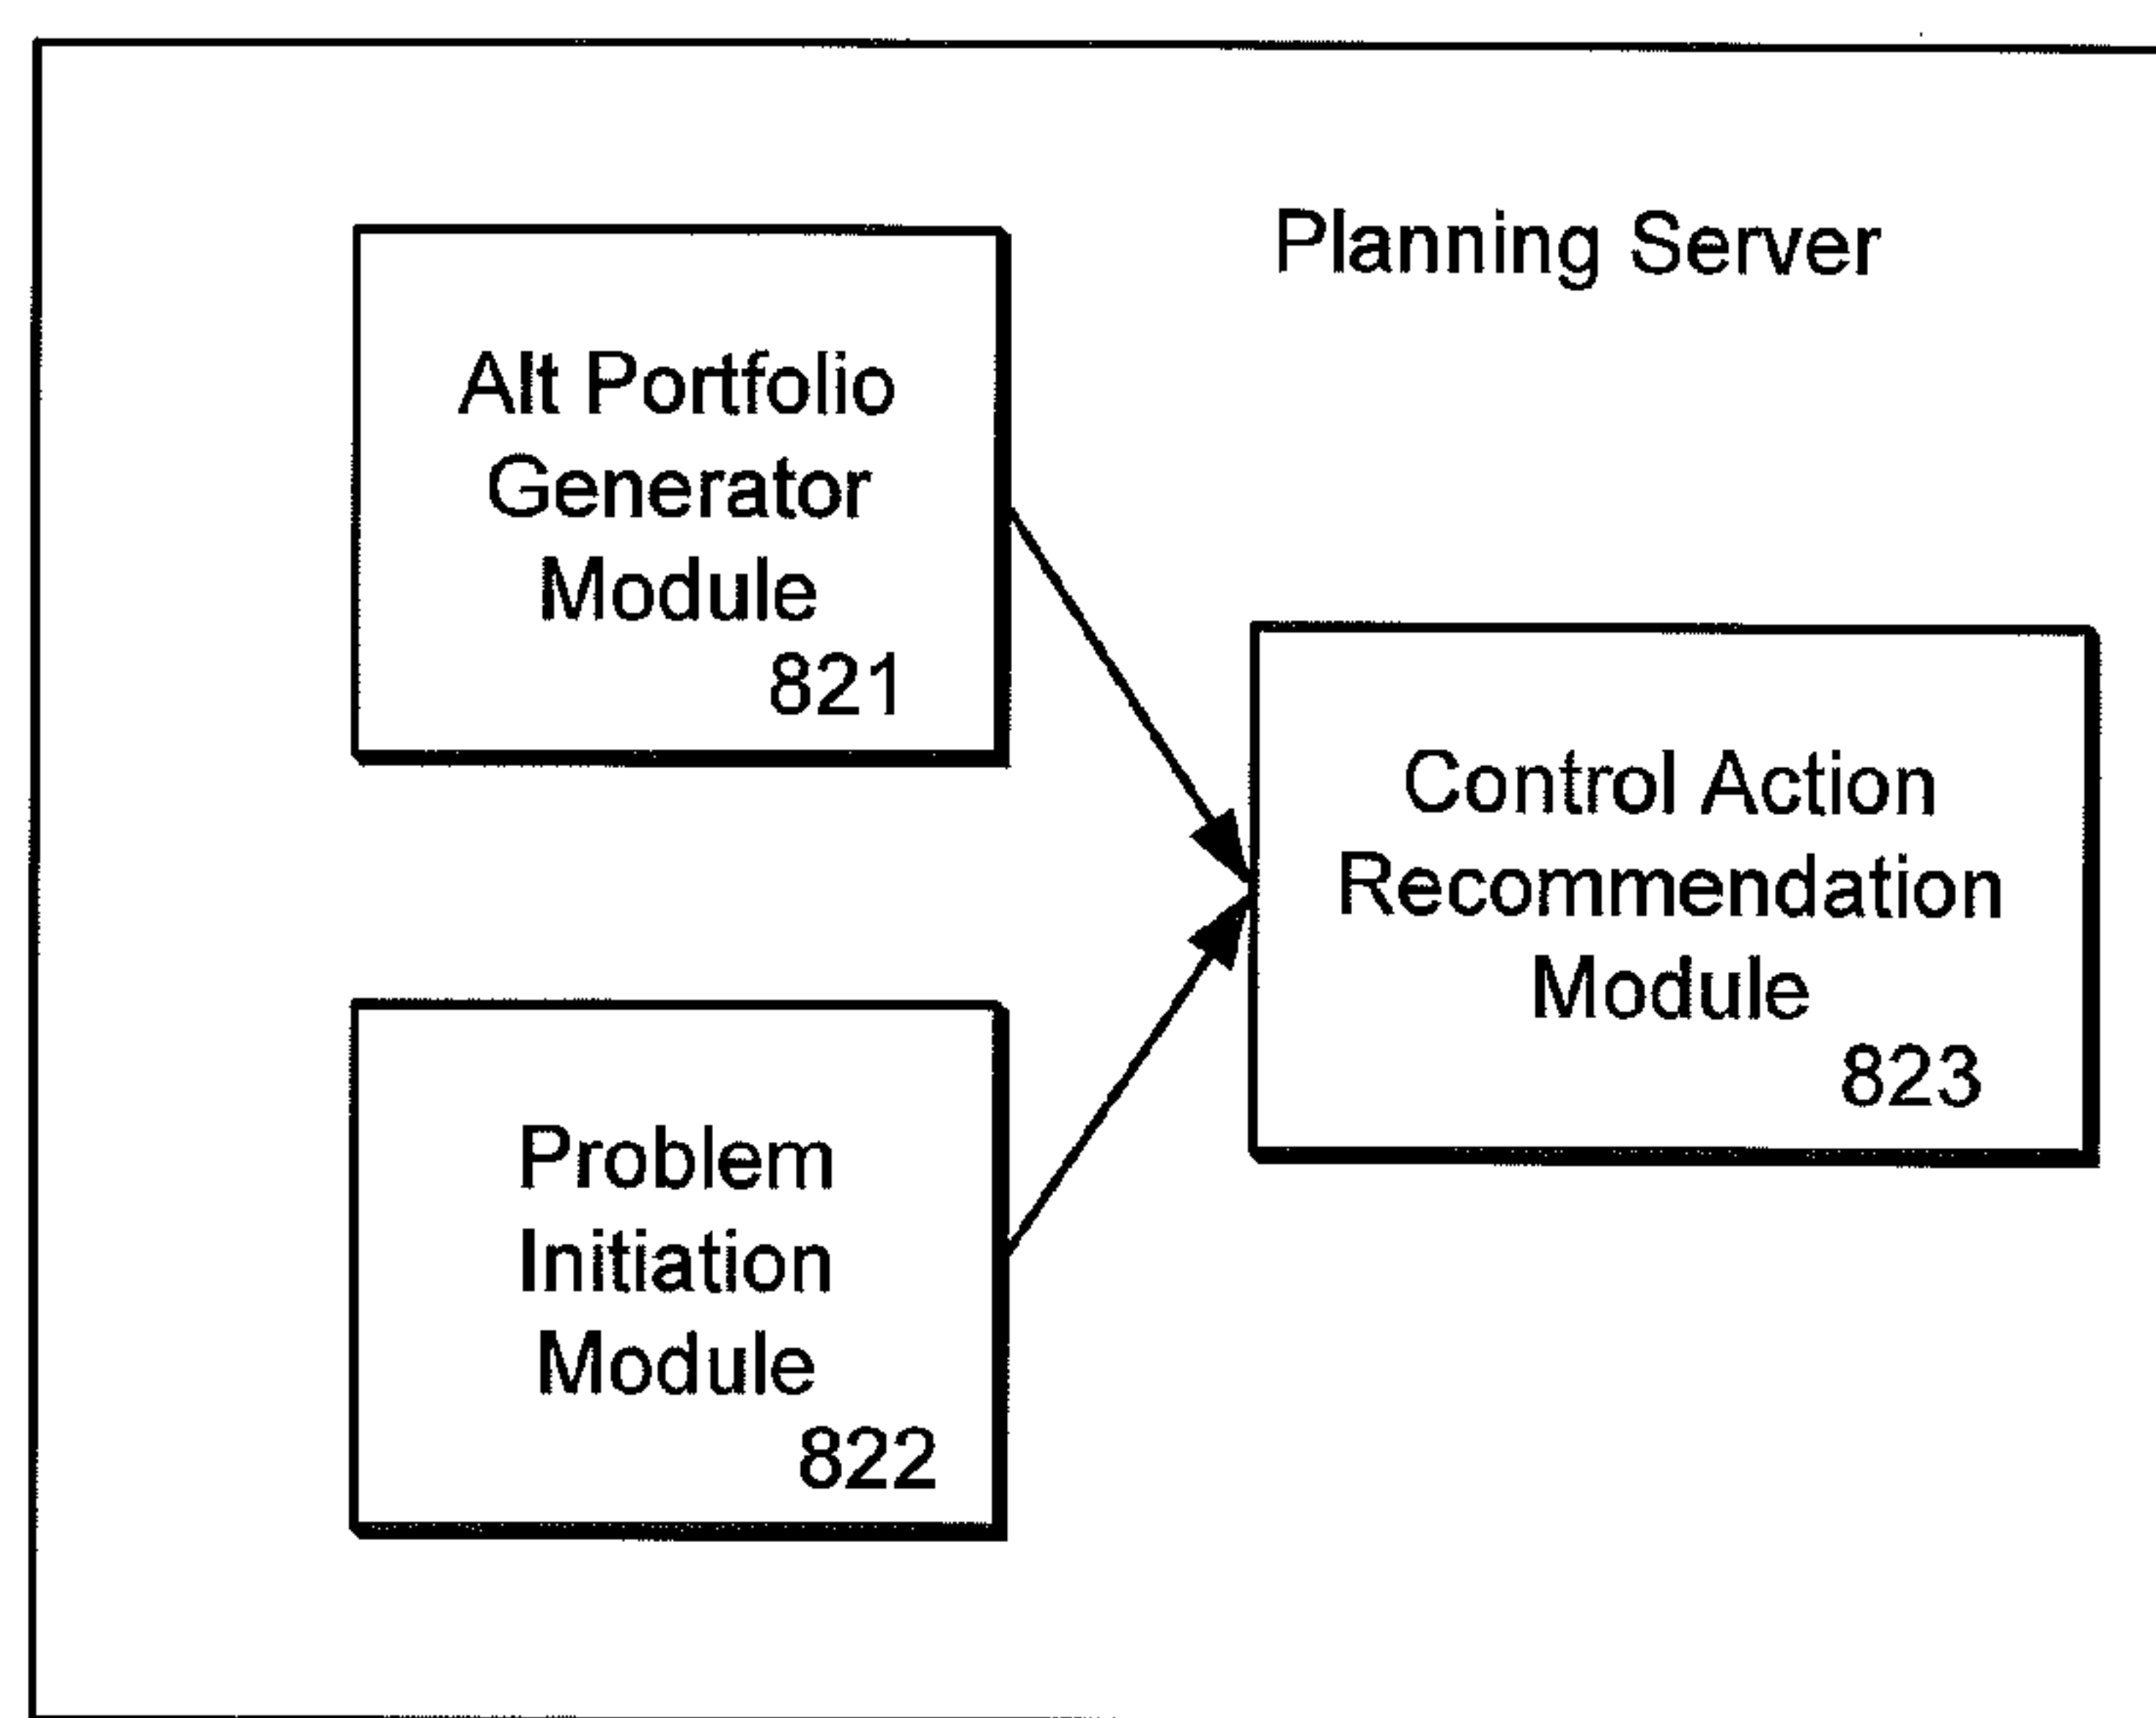 Planning Server
Alt Portfolio
Generator
Module
821
Control Action
Recommendation
Module
823
Problem
Initiation
Module
822